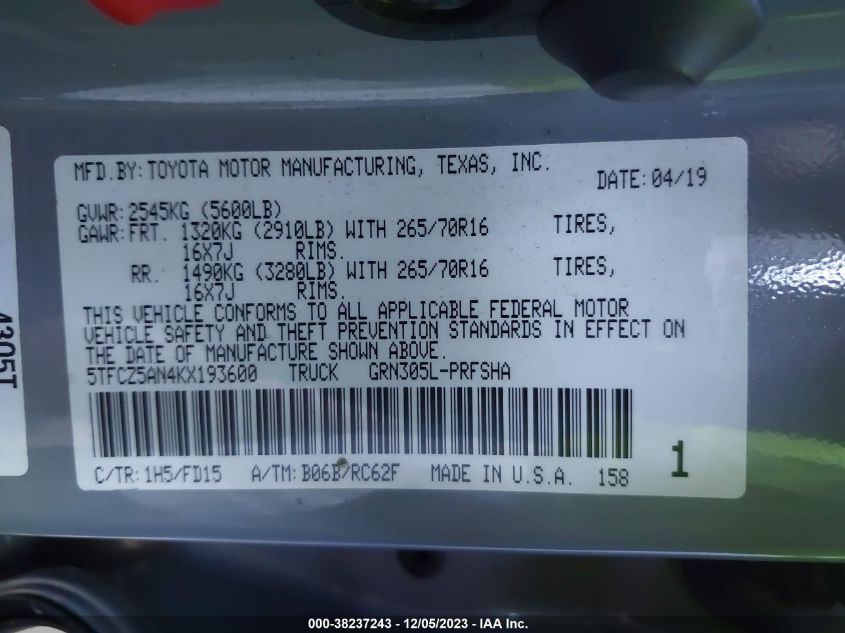 MFD.BY:TOYOTA MOTOR MANUFACTURING, TEXAS, INC.
DATE:04/19
GVWR:2545KG (5600LB)
GAWR:FRT. 1320KG (2910LB) WITH 265/70R16 TIRES,
16X7J RIMS.
RR. 1490KG (3280LB) WITH 265/70R16 TIRES,
16X7J RIMS.
THIS VEHICLE CONFORMS TO ALL APPLICABLE FEDERAL MOTOR
VEHICLE SAFETY AND THEFT PREVENTION STANDARDS IN EFFECT ON
THE DATE OF MANUFACTURE SHOWN ABOVE.
5TFCZ5AN4KX193600 TRUCK GRN305L-PRFSHA
C/TR:1H5/FD15 A/TM:B06B/RC62F MADE IN U.S.A. 158
1
4305T
000-38237243 - 12/05/2023 - IAA Inc.